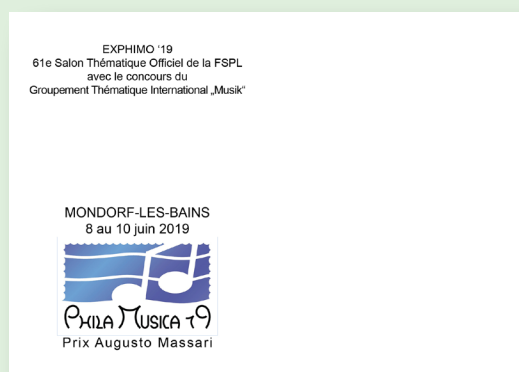 EXPHIMO ‘19
61e Salon Thématique Officiel de la FSPL
avec le concours du
Groupement Thématique International „Musik“
MONDORF-LES-BAINS
8 au 10 juin 2019
PHILA MUSICA 19
Prix Augusto Massari